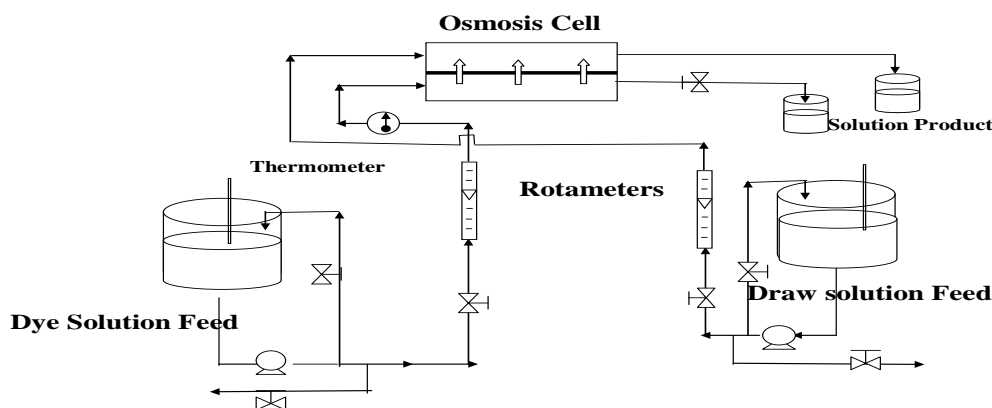 Osmosis Cell
Solution Product
Thermometer
Rotameters
Draw solution Feed
Dye Solution Feed